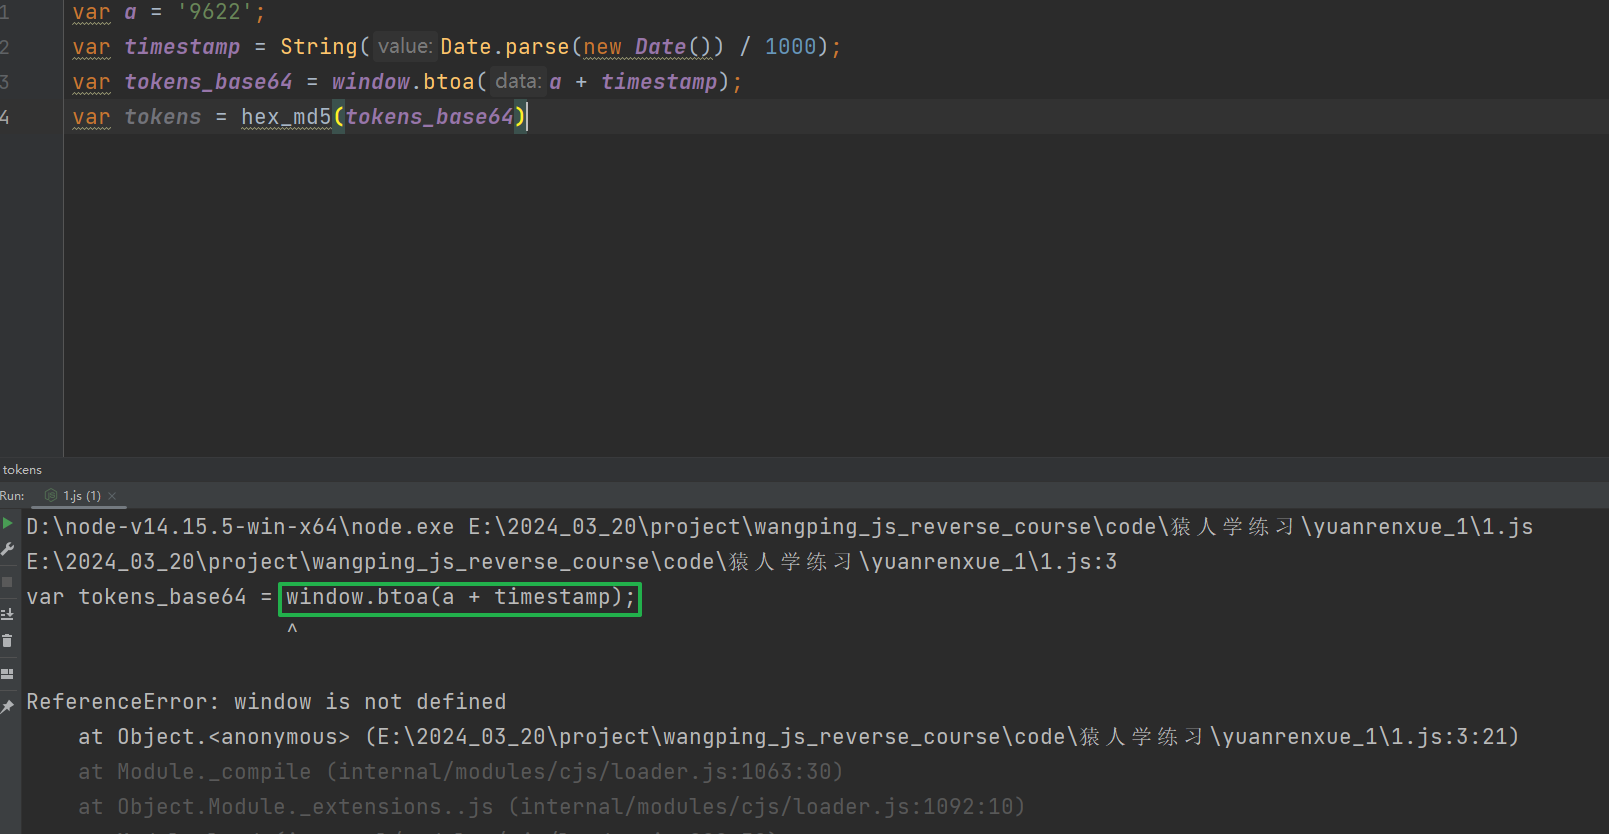 1 var a = '9622';
2 var timestamp = String( value: Date.parse(new Date()) / 1000);
3 var tokens_base64 = window.btoa( data: a + timestamp);
4 var tokens = hex_md5(tokens_base64)
tokens
Run: 1.js (1) ×
D:\node-v14.15.5-win-x64\node.exe E:\2024_03_20\project\wangping_js_reverse_course\code\猿人学练习\yuanrenxue_1\1.js
E:\2024_03_20\project\wangping_js_reverse_course\code\猿人学练习\yuanrenxue_1\1.js:3
var tokens_base64 = window.btoa(a + timestamp);
^
ReferenceError: window is not defined
at Object.<anonymous> (E:\2024_03_20\project\wangping_js_reverse_course\code\猿人学练习\yuanrenxue_1\1.js:3:21)
at Module._compile (internal/modules/cjs/loader.js:1063:30)
at Object.Module._extensions..js (internal/modules/cjs/loader.js:1092:10)